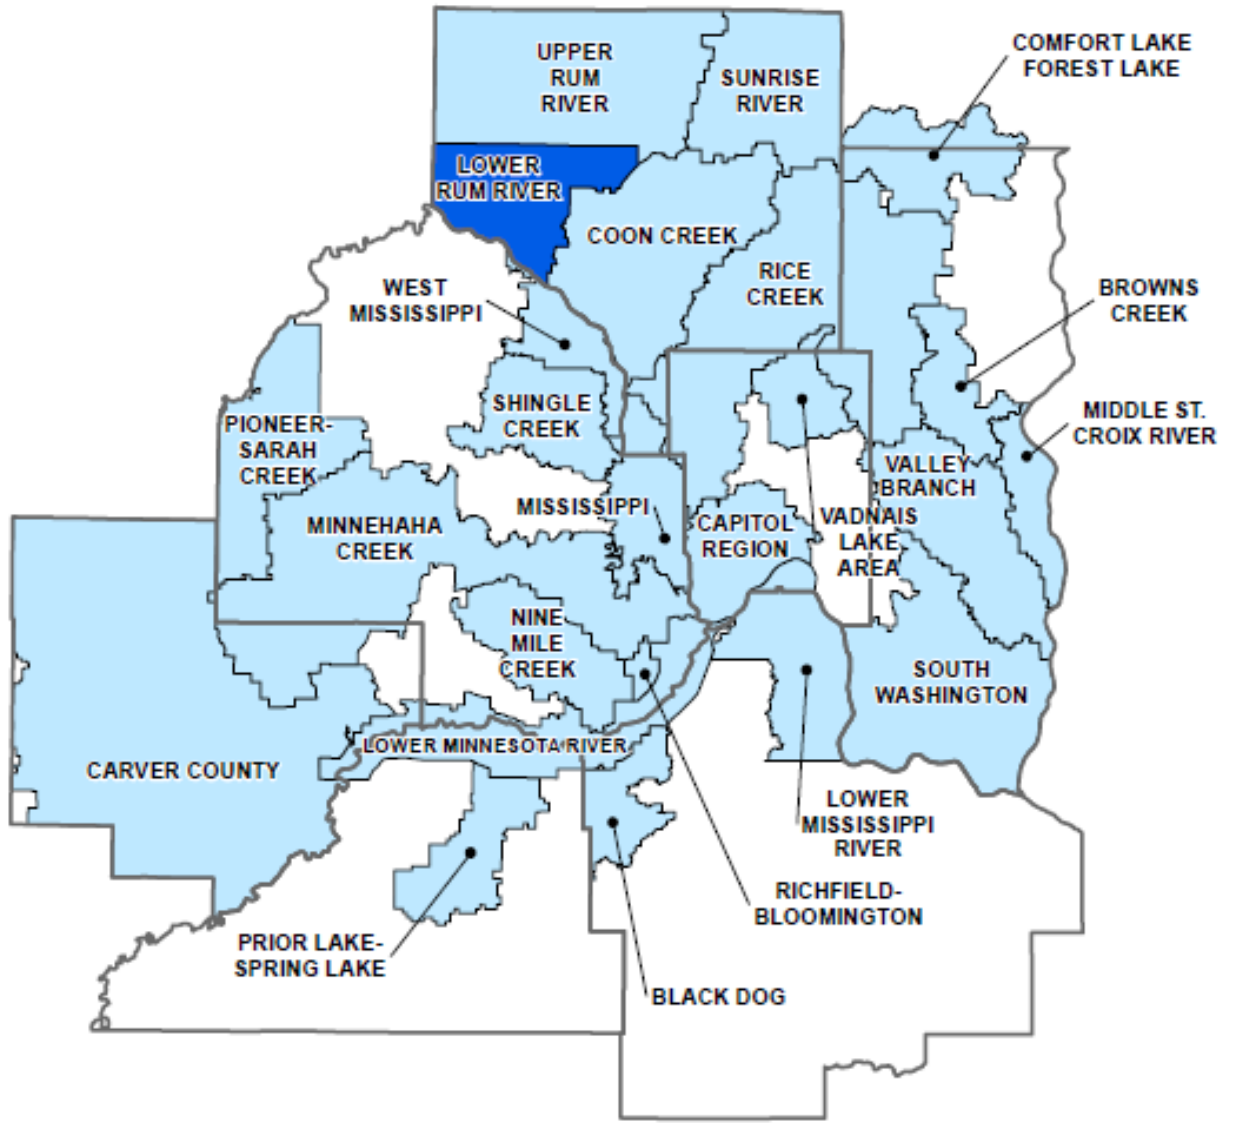 UPPER
RUM
RIVER
SUNRISE
RIVER
COMFORT LAKE
FOREST LAKE
LOWER
RUM RIVER
COON CREEK
RICE
CREEK
WEST
MISSISSIPPI
BROWNS
CREEK
SHINGLE
CREEK
MIDDLE ST.
CROIX RIVER
PIONEER-
SARAH
CREEK
VALLEY
BRANCH
MISSISSIPPI
MINNEHAHA
CREEK
CAPITOL
REGION
VADNAIS
LAKE
AREA
NINE
MILE
CREEK
SOUTH
WASHINGTON
LOWER MINNESOTA RIVER
CARVER COUNTY
LOWER
MISSISSIPPI
RIVER
RICHFIELD-
BLOOMINGTON
PRIOR LAKE-
SPRING LAKE
BLACK DOG